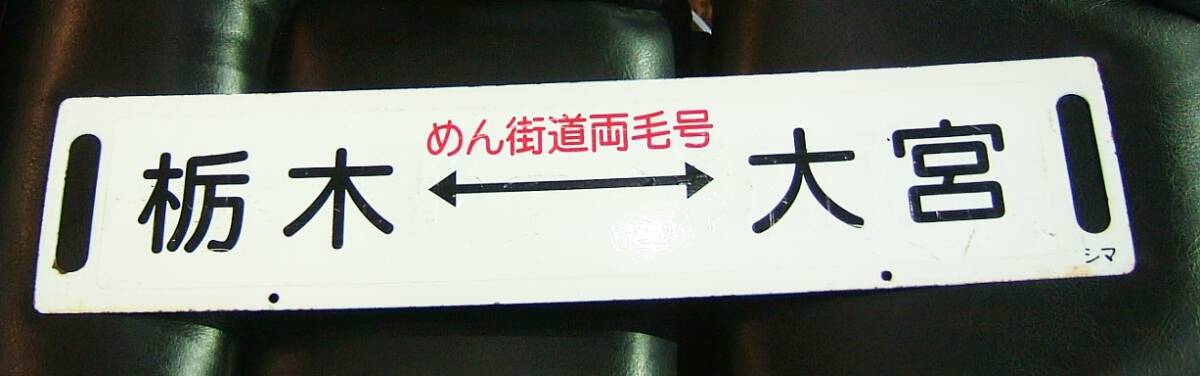 めん街道両毛号
栃木 ↔ 大宮
シマ